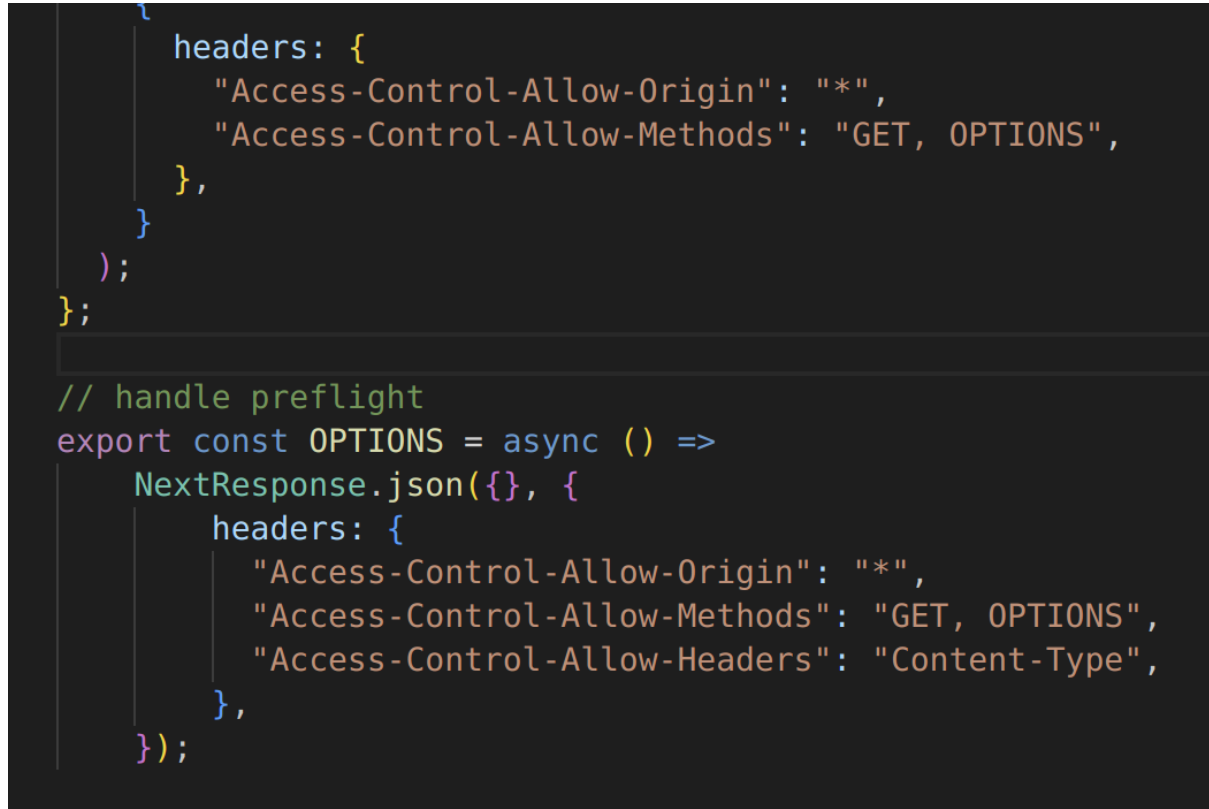 {
headers: {
"Access-Control-Allow-Origin": "*",
"Access-Control-Allow-Methods": "GET, OPTIONS",
},
}
);
};
// handle preflight
export const OPTIONS = async () =>
NextResponse.json({}, {
headers: {
"Access-Control-Allow-Origin": "*",
"Access-Control-Allow-Methods": "GET, OPTIONS",
"Access-Control-Allow-Headers": "Content-Type",
},
});